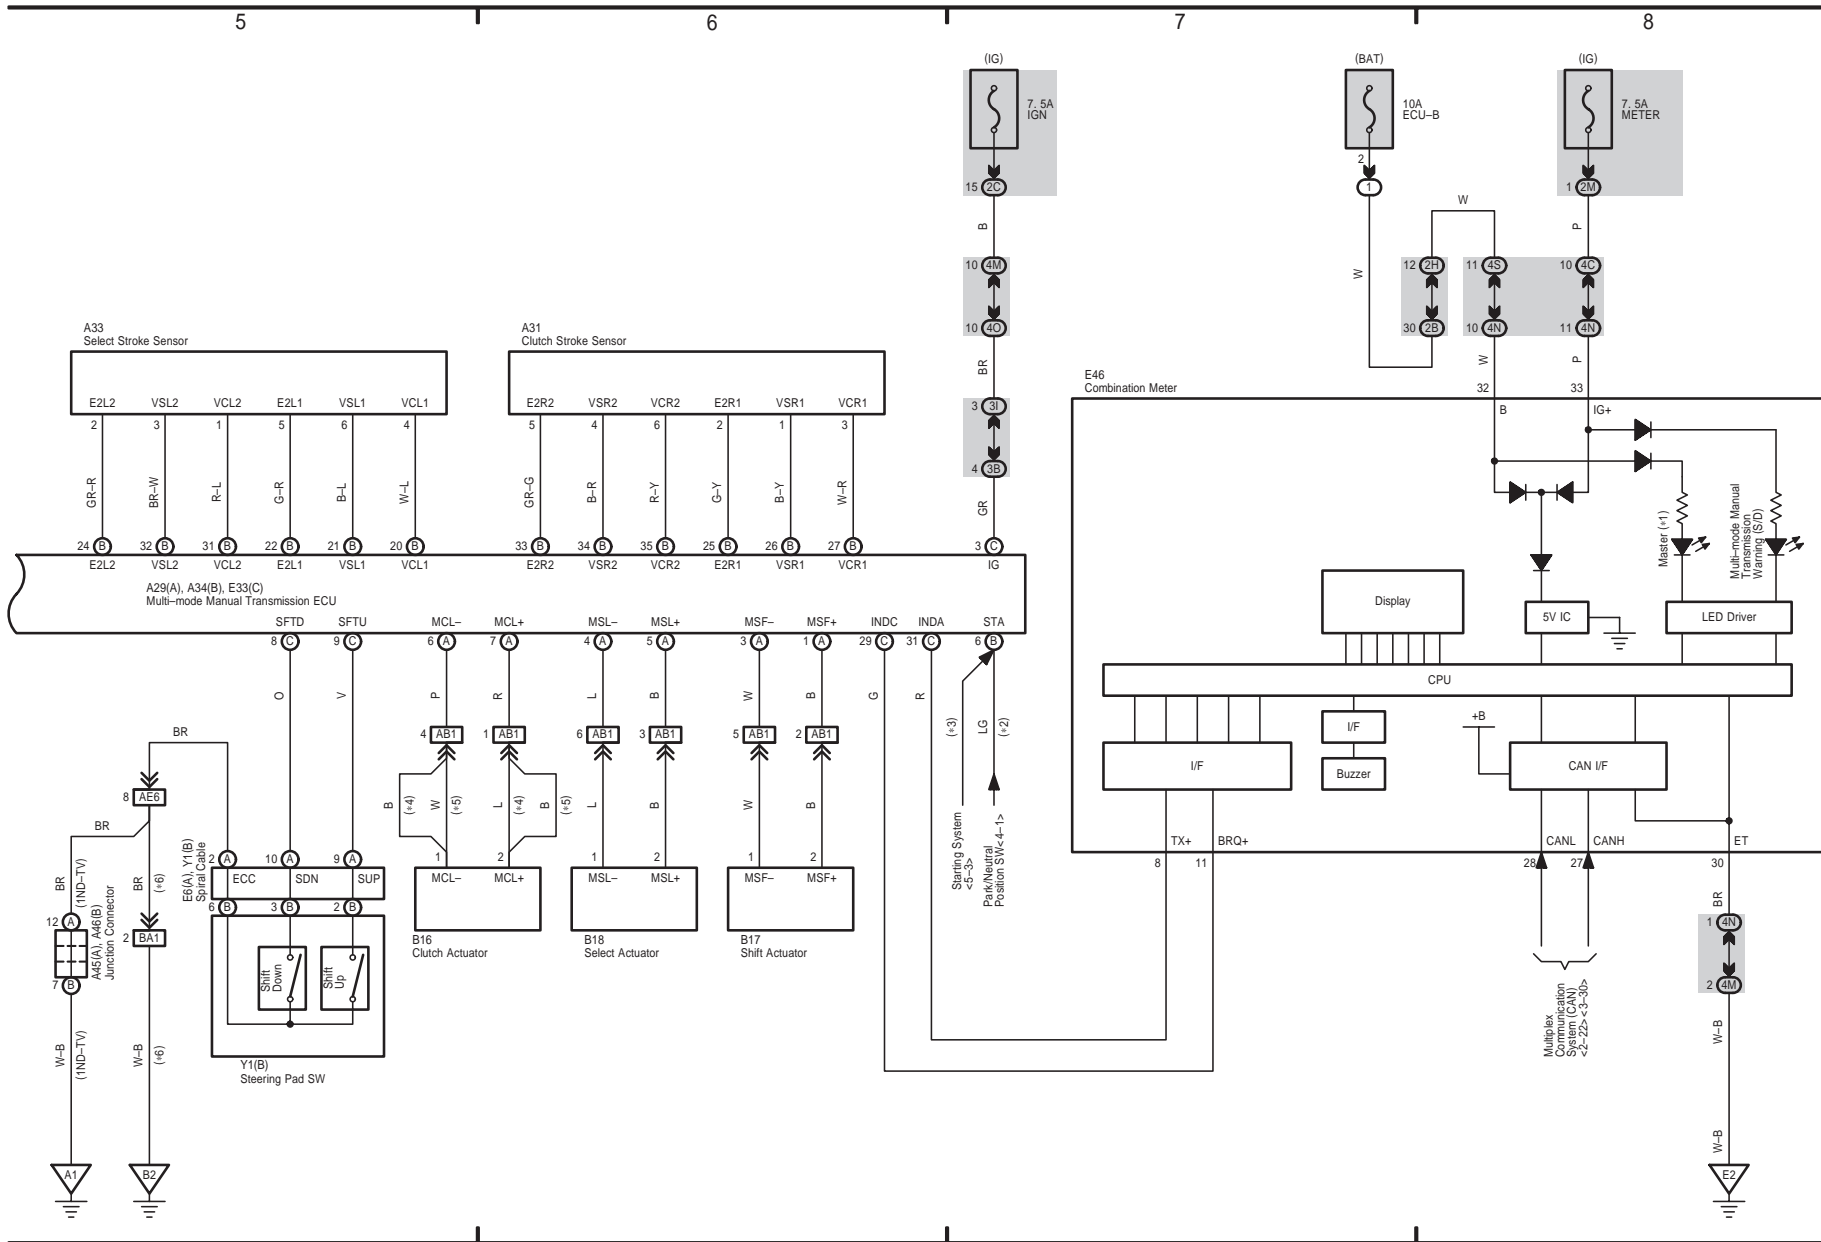 5
6
7
8
(IG)
(BAT)
(IG)
7. 5A
IGN
10A
ECU–B
7. 5A
METER
2
15 2C
1
1 2M
W
B
P
W
10 4M
12 2H
11 4S
10 4C
10 4O
30 2B
10 4N
11 4N
A33
Select Stroke Sensor
A31
Clutch Stroke Sensor
BR
W
P
E46
Combination Meter
32
33
E2L2 VSL2 VCL2 E2L1 VSL1 VCL1
E2R2 VSR2 VCR2 E2R1 VSR1 VCR1
3 3I
B
IG+
2 3 1 5 6 4
5 4 6 2 1 3
4 3B
GR–R BR–W R–L G–R B–L W–L
GR–G B–R R–Y G–Y B–Y W–R
GR
Master (*1)
Multi–mode Manual
Transmission
Warning (S/D)
24 B 32 B 31 B 22 B 21 B 20 B
33 B 34 B 35 B 25 B 26 B 27 B
3 C
E2L2 VSL2 VCL2 E2L1 VSL1 VCL1
E2R2 VSR2 VCR2 E2R1 VSR1 VCR1
IG
A29(A), A34(B), E33(C)
Multi–mode Manual Transmission ECU
Display
5V IC
LED Driver
SFTD SFTU MCL– MCL+ MSL– MSL+ MSF– MSF+ INDC INDA STA
8 C 9 C 6 A 7 A 4 A 5 A 3 A 1 A 29 C 31 C 6 B
CPU
O V P R L B W B G R
(*3)
LG
(*2)
+B
I/F
BR
4 AB1 1 AB1 6 AB1 3 AB1 5 AB1 2 AB1
I/F
CAN I/F
Buzzer
8 AE6
B
(*4)
W
(*5)
L
(*4)
B
(*5)
L B W B
BR
Starting System
<5–3>
Park/Neutral
Position SW<4–1>
TX+ BRQ+
CANL CANH
ET
8 11
28 27
30
E6(A), Y1(B)
Spiral Cable
2 A 10 A 9 A
1 2 1 2 1 2
ECC SDN SUP
MCL– MCL+
MSL– MSL+
MSF– MSF+
BR
(1ND–TV)
BR
(*6)
6 B 3 B 2 B
12 A
A45(A), A46(B)
Junction Connector
2 BA1
7 B
B16
Clutch Actuator
B18
Select Actuator
B17
Shift Actuator
Shift
Down
Shift
Up
BR
1 4N
2 4M
Multiplex
Communication
System (CAN)
<2–22><3–30>
W–B
(1ND–TV)
W–B
(*6)
Y1(B)
Steering Pad SW
W–B
W–B
A1
B2
E2